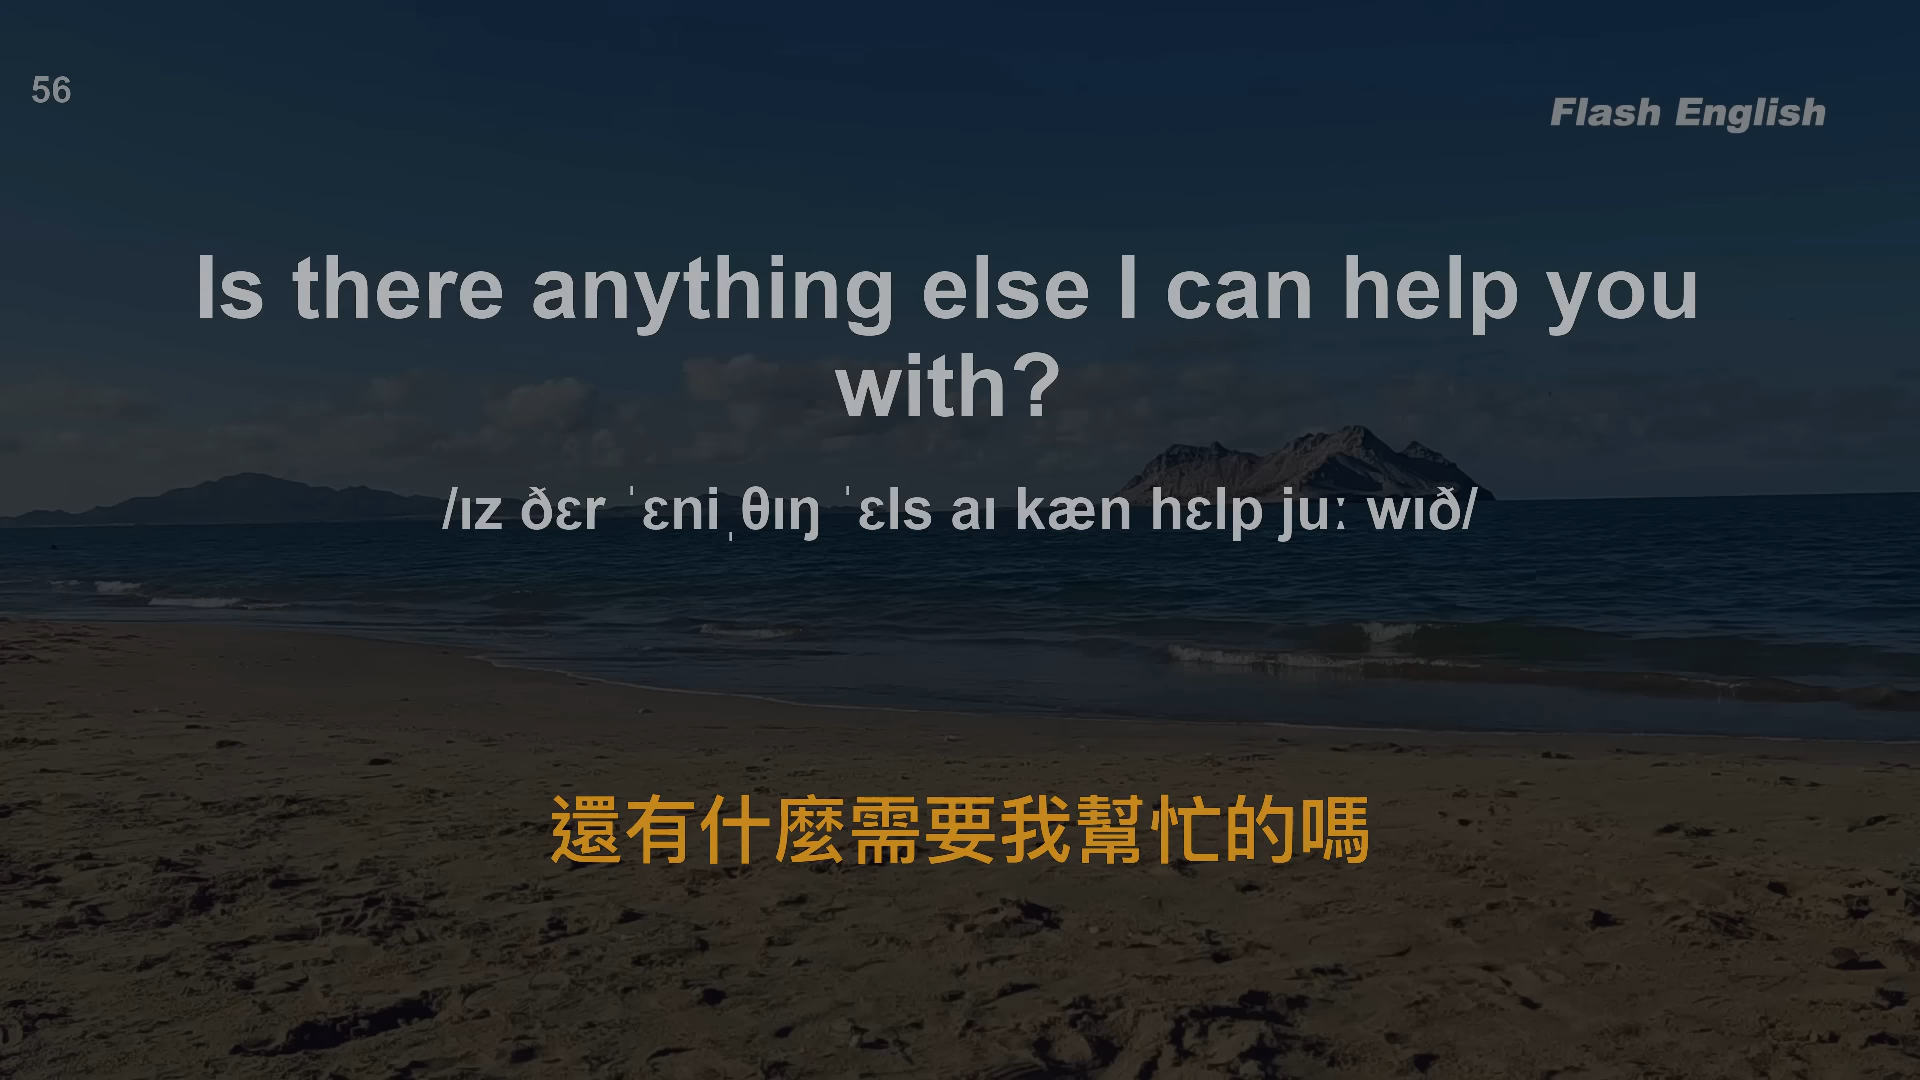 56
Flash English
Is there anything else I can help you
with?
/ɪz ðɛr ˈɛniˌθɪŋ ˈɛls aɪ kæn hɛlp juː wɪð/
還有什麼需要我幫忙的嗎